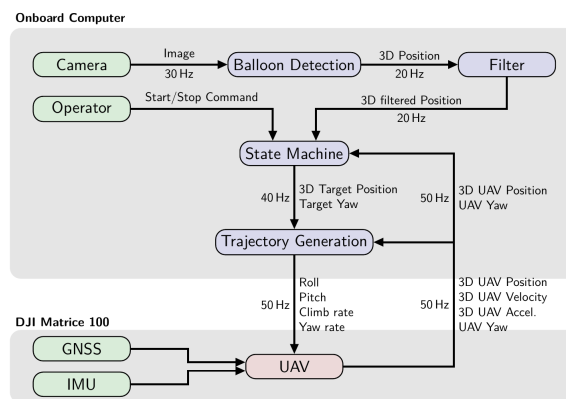 Onboard Computer
Camera
Image
30 Hz
Balloon Detection
3D Position
20 Hz
Filter
Operator
Start/Stop Command
3D filtered Position
20 Hz
State Machine
40 Hz
3D Target Position
Target Yaw
50 Hz
3D UAV Position
UAV Yaw
Trajectory Generation
50 Hz
Roll
Pitch
Climb rate
Yaw rate
50 Hz
3D UAV Position
3D UAV Velocity
3D UAV Accel.
UAV Yaw
DJI Matrice 100
GNSS
IMU
UAV